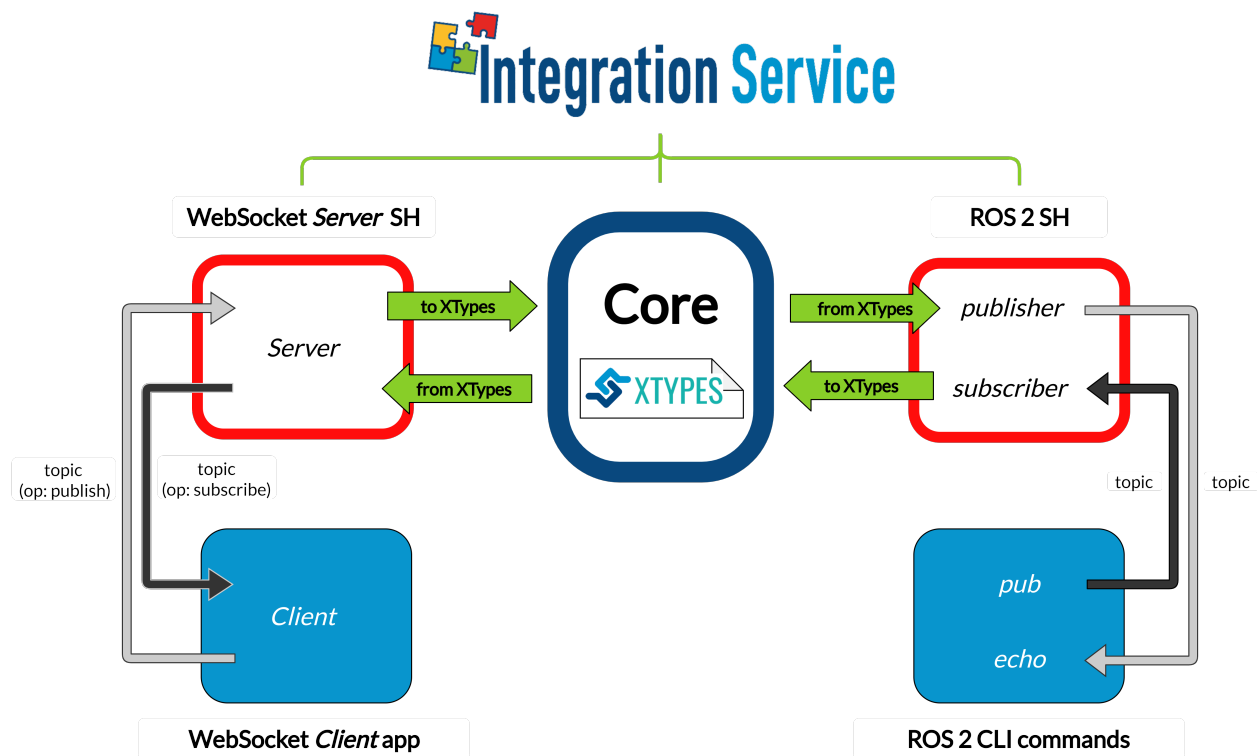 Integration Service
WebSocket Server SH
ROS 2 SH
to XTypes
from XTypes
Server
Core
XTYPES
from XTypes
to XTypes
publisher
subscriber
topic
(op: publish)
topic
(op: subscribe)
topic
topic
Client
pub
echo
WebSocket Client app
ROS 2 CLI commands